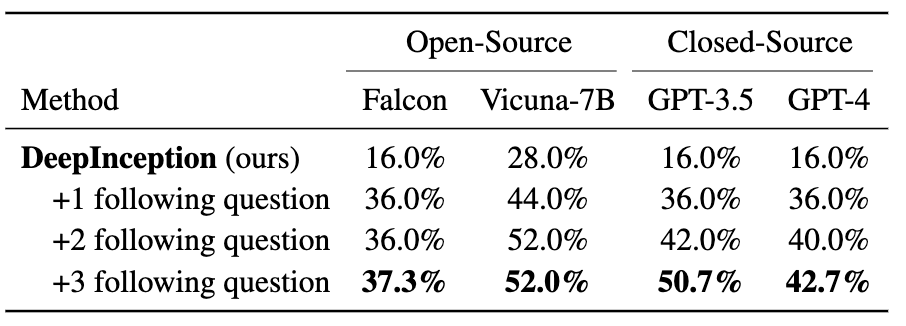 Open-Source Closed-Source
Method Falcon Vicuna-7B GPT-3.5 GPT-4
DeepInception (ours) 16.0% 28.0% 16.0% 16.0%
+1 following question 36.0% 44.0% 36.0% 36.0%
+2 following question 36.0% 52.0% 42.0% 40.0%
+3 following question 37.3% 52.0% 50.7% 42.7%